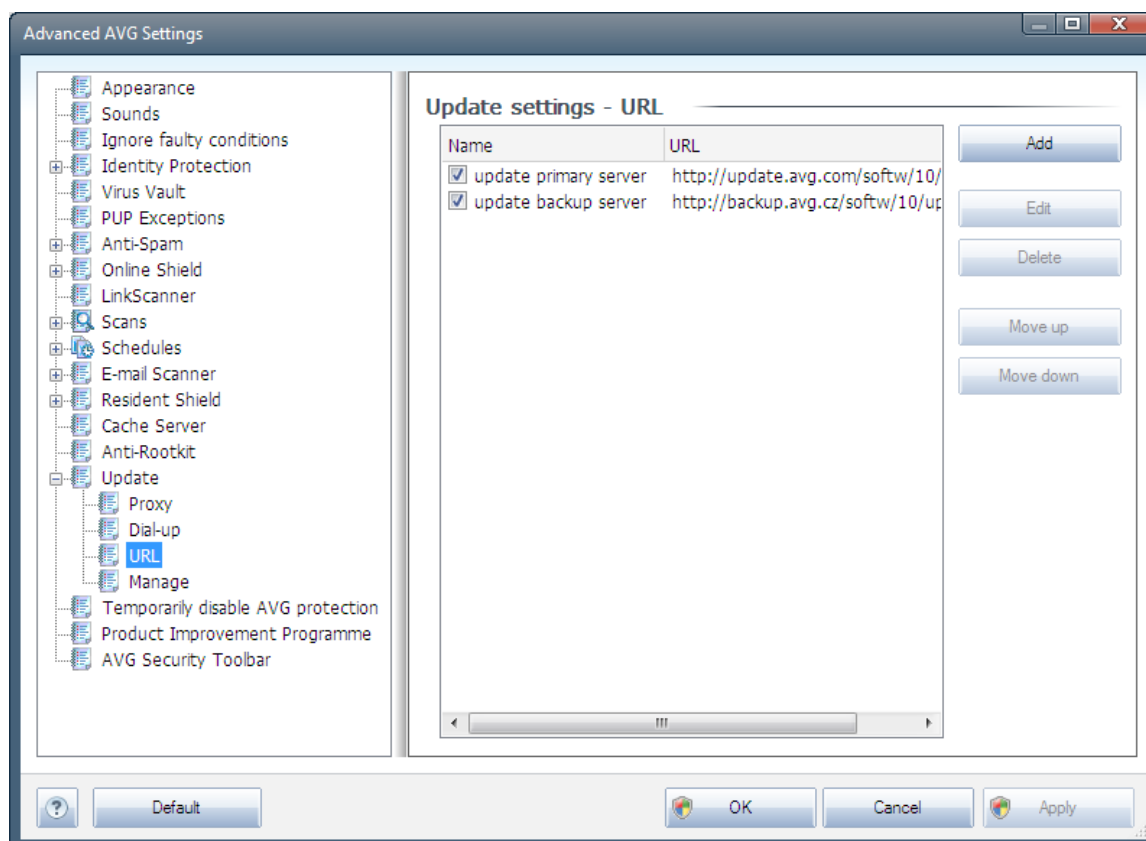 Advanced AVG Settings
Appearance
Sounds
Ignore faulty conditions
Identity Protection
Virus Vault
PUP Exceptions
Anti-Spam
Online Shield
LinkScanner
Scans
Schedules
E-mail Scanner
Resident Shield
Cache Server
Anti-Rootkit
Update
Proxy
Dial-up
URL
Manage
Temporarily disable AVG protection
Product Improvement Programme
AVG Security Toolbar
Update settings - URL
Name URL
update primary server http://update.avg.com/softw/10/
update backup server http://backup.avg.cz/softw/10/up
Add
Edit
Delete
Move up
Move down
? Default OK Cancel Apply